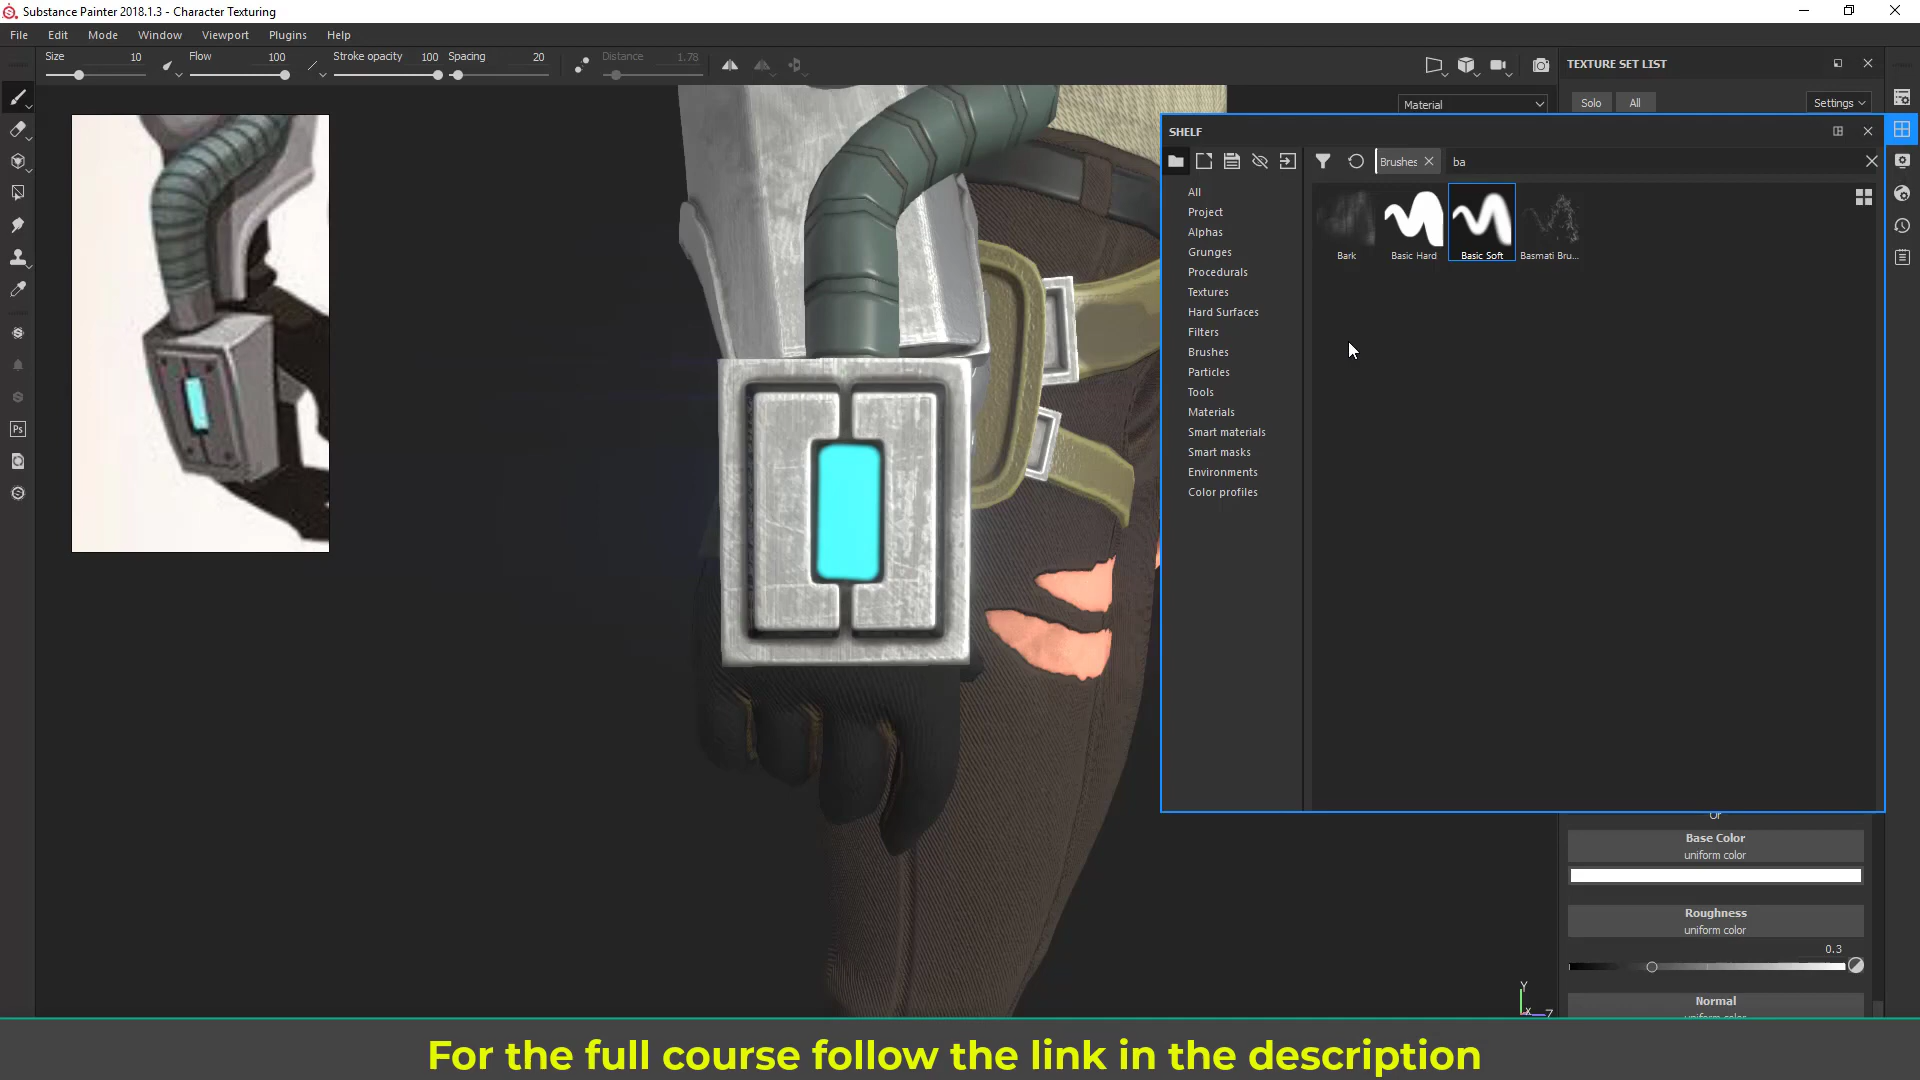 Substance Painter 2018.1.3 - Character Texturing
File Edit Mode Window Viewport Plugins Help
Size 10 Flow 100 Stroke opacity 100 Spacing 20 Distance 1.78
TEXTURE SET LIST
Material
Solo All Settings
SHELF
Brushes ba
All
Project
Alphas
Grunges
Procedurals
Textures
Hard Surfaces
Filters
Brushes
Particles
Tools
Materials
Smart materials
Smart masks
Environments
Color profiles
Bark Basic Hard Basic Soft Basmati Bru...
Ps
Or
Base Color
uniform color
Roughness
uniform color
0.3
Normal
uniform color
Y
X
Z
For the full course follow the link in the description